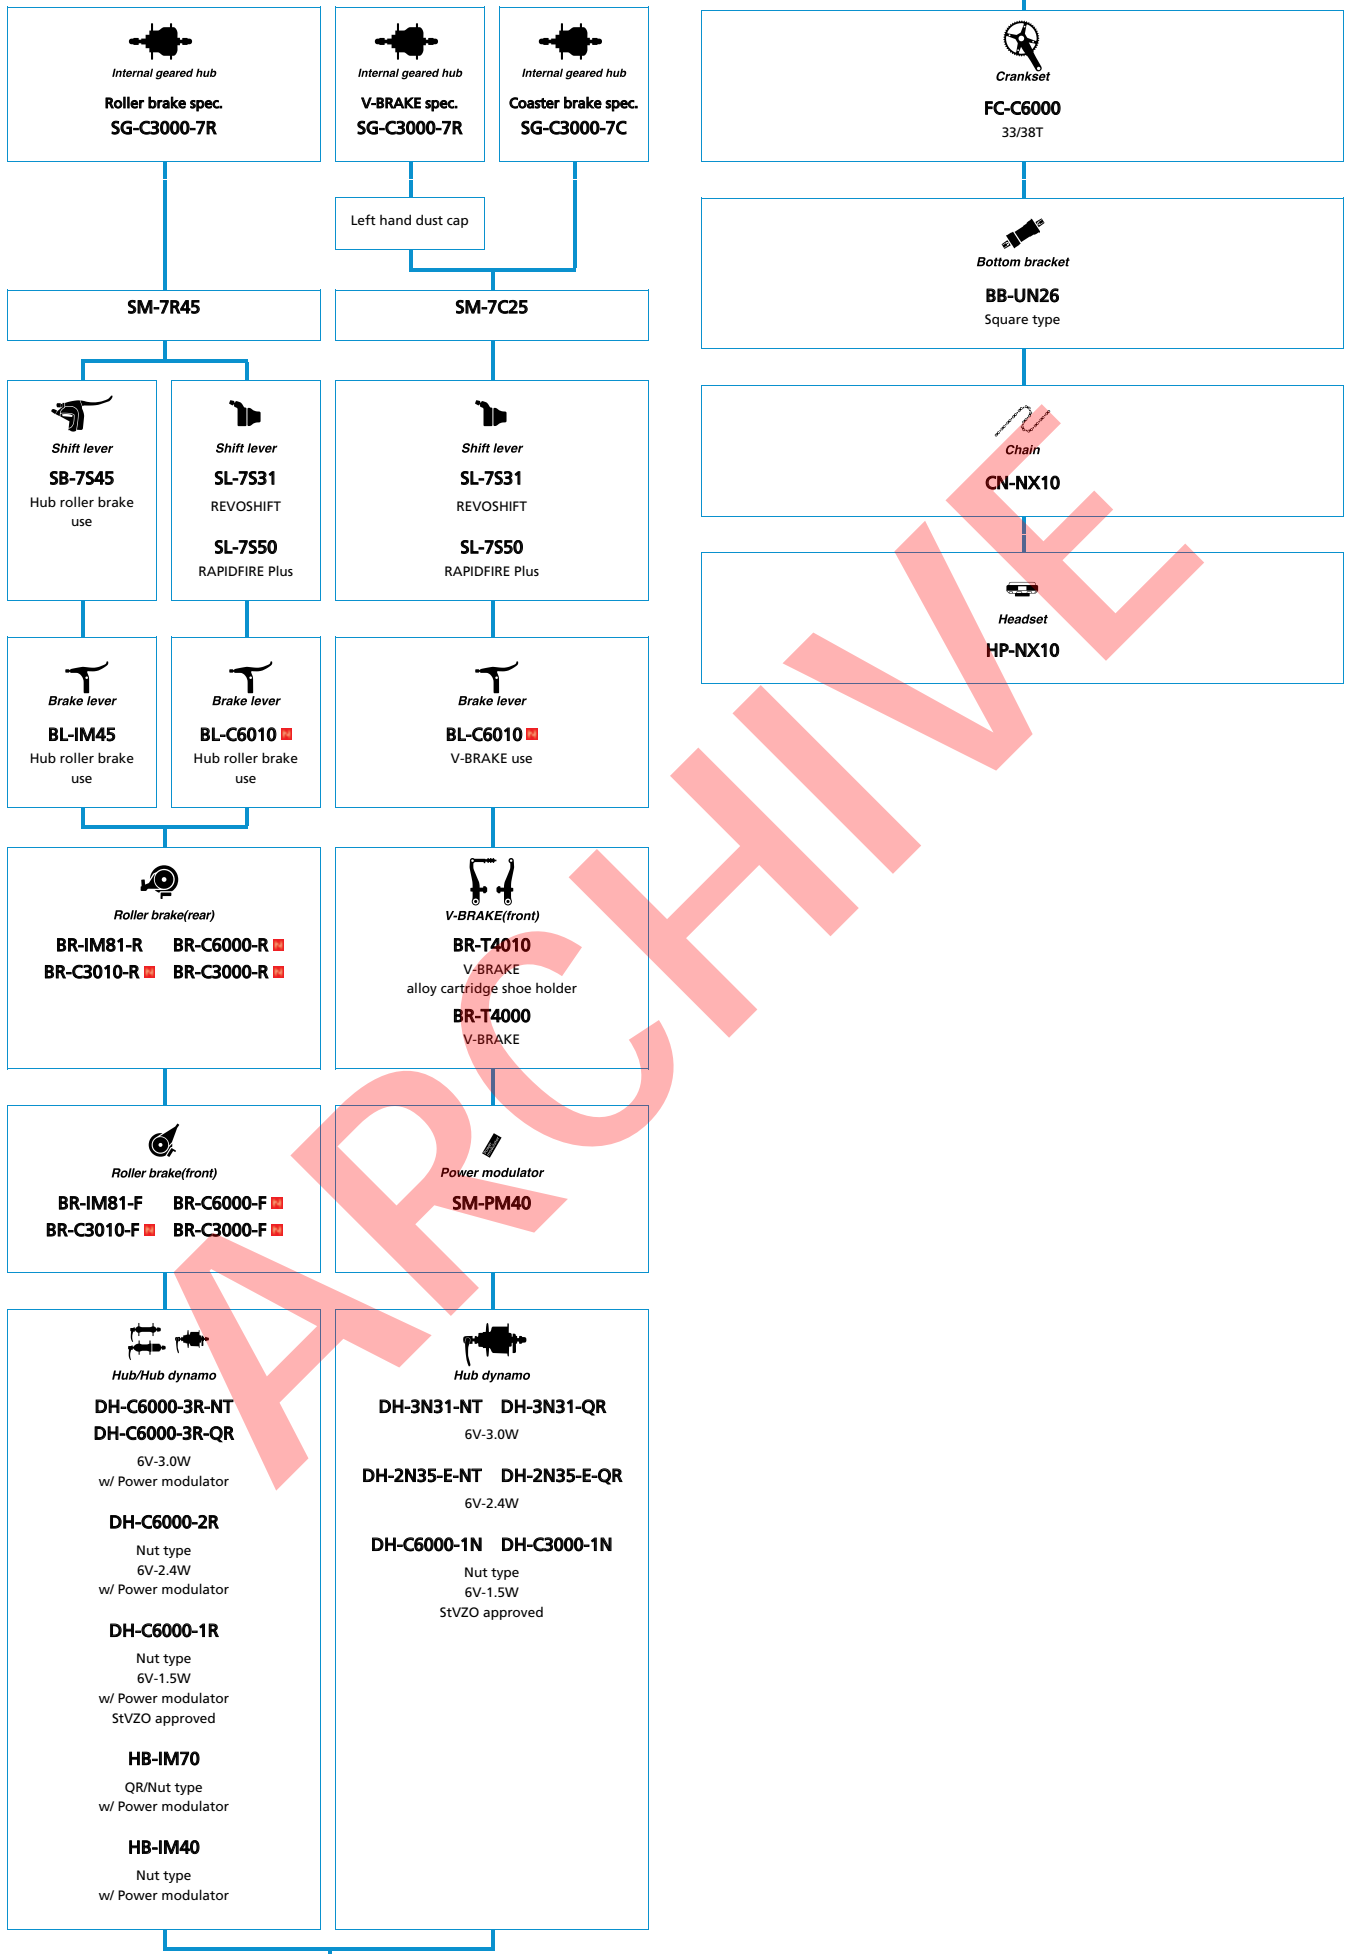 Internal geared hub
Roller brake spec.
SG-C3000-7R
Internal geared hub
V-BRAKE spec.
SG-C3000-7R
Internal geared hub
Coaster brake spec.
SG-C3000-7C
Left hand dust cap
SM-7R45
SM-7C25
Shift lever
SB-7S45
Hub roller brake
use
Shift lever
SL-7S31
REVOSHIFT
SL-7S50
RAPIDFIRE Plus
Shift lever
SL-7S31
REVOSHIFT
SL-7S50
RAPIDFIRE Plus
Brake lever
BL-IM45
Hub roller brake
use
Brake lever
BL-C6010 N
Hub roller brake
use
Brake lever
BL-C6010 N
V-BRAKE use
Roller brake(rear)
BR-IM81-R BR-C6000-R N
BR-C3010-R N BR-C3000-R N
V-BRAKE(front)
BR-T4010
V-BRAKE
alloy cartridge shoe holder
BR-T4000
V-BRAKE
Roller brake(front)
BR-IM81-F BR-C6000-F N
BR-C3010-F N BR-C3000-F N
Power modulator
SM-PM40
Hub/Hub dynamo
DH-C6000-3R-NT
DH-C6000-3R-QR
6V-3.0W
w/ Power modulator
DH-C6000-2R
Nut type
6V-2.4W
w/ Power modulator
DH-C6000-1R
Nut type
6V-1.5W
w/ Power modulator
StVZO approved
HB-IM70
QR/Nut type
w/ Power modulator
HB-IM40
Nut type
w/ Power modulator
Hub dynamo
DH-3N31-NT DH-3N31-QR
6V-3.0W
DH-2N35-E-NT DH-2N35-E-QR
6V-2.4W
DH-C6000-1N DH-C3000-1N
Nut type
6V-1.5W
StVZO approved
Crankset
FC-C6000
33/38T
Bottom bracket
BB-UN26
Square type
Chain
CN-NX10
Headset
HP-NX10
ARCHIVE